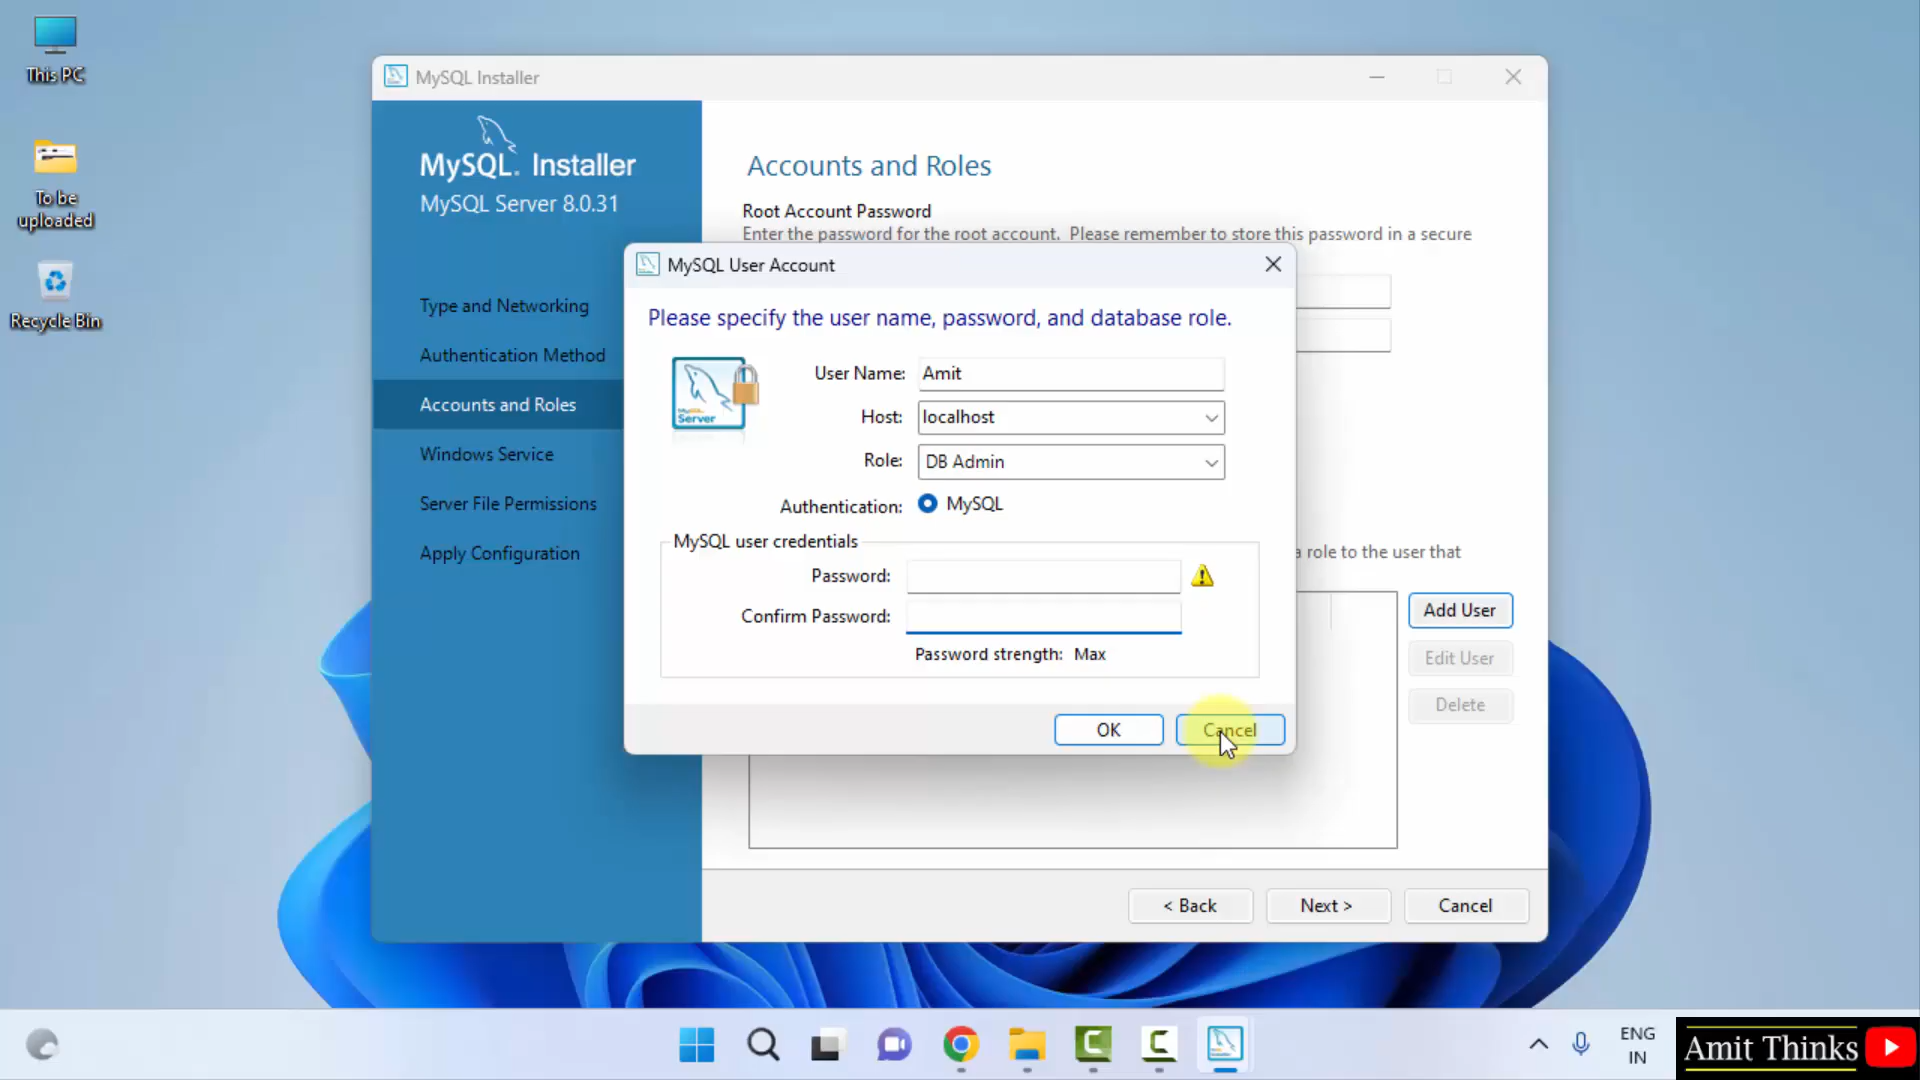 This PC
To be
uploaded
Recycle Bin
MySQL Installer
MySQL. Installer
MySQL Server 8.0.31
Type and Networking
Authentication Method
Accounts and Roles
Windows Service
Server File Permissions
Apply Configuration
Accounts and Roles
Root Account Password
Enter the password for the root account. Please remember to store this password in a secure
MySQL User Account
Please specify the user name, password, and database role.
MySQL
Server
User Name: Amit
Host: localhost
Role: DB Admin
Authentication: MySQL
MySQL user credentials
Password:
Confirm Password:
Password strength: Max
OK
Cancel
a role to the user that
Add User
Edit User
Delete
< Back
Next >
Cancel
ENG
IN
Amit Thinks